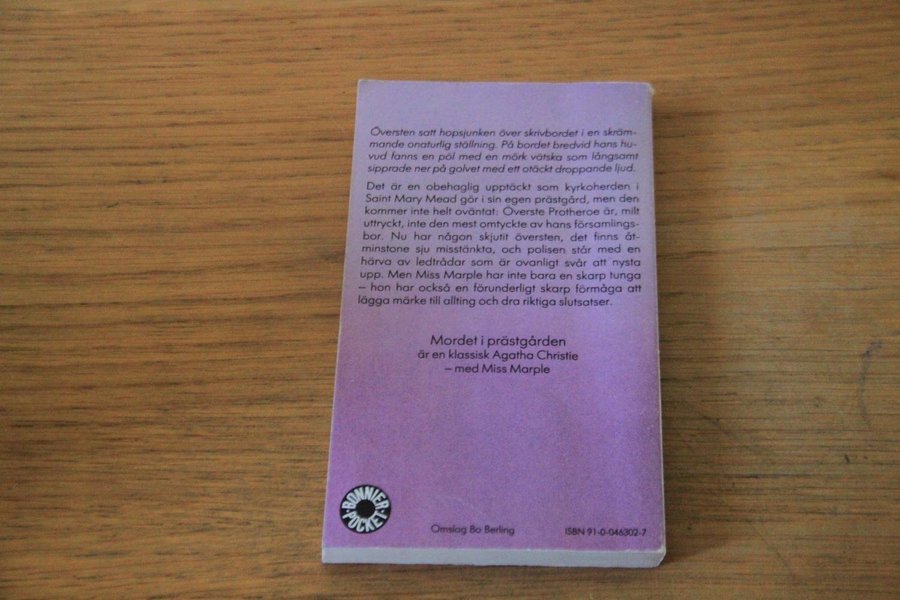 Översten satt hopsjunken över skrivbordet i en skräm-
mande onaturlig ställning. På bordet bredvid hans hu-
vud fanns en pöl med en mörk vätska som långsamt
sipprade ner på golvet med ett otäckt droppande ljud.
Det är en obehaglig upptäckt som kyrkoherden i
Saint Mary Mead gör i sin egen prästgård, men den
kommer inte helt oväntat: Överste Protheroe är, milt
uttryckt, inte den mest omtyckte av hans församlings-
bor. Nu har någon skjutit översten, det finns åt-
minstone sju misstänkta, och polisen står med en
härva av ledtrådar som är ovanligt svår att nysta
upp. Men Miss Marple har inte bara en skarp tunga
– hon har också en förunderligt skarp förmåga att
lägga märke till allting och dra riktiga slutsatser.
Mordet i prästgården
är en klassisk Agatha Christie
– med Miss Marple
BONNIER
POCKET
Omslag Bo Berling
ISBN 91-0-046302-7